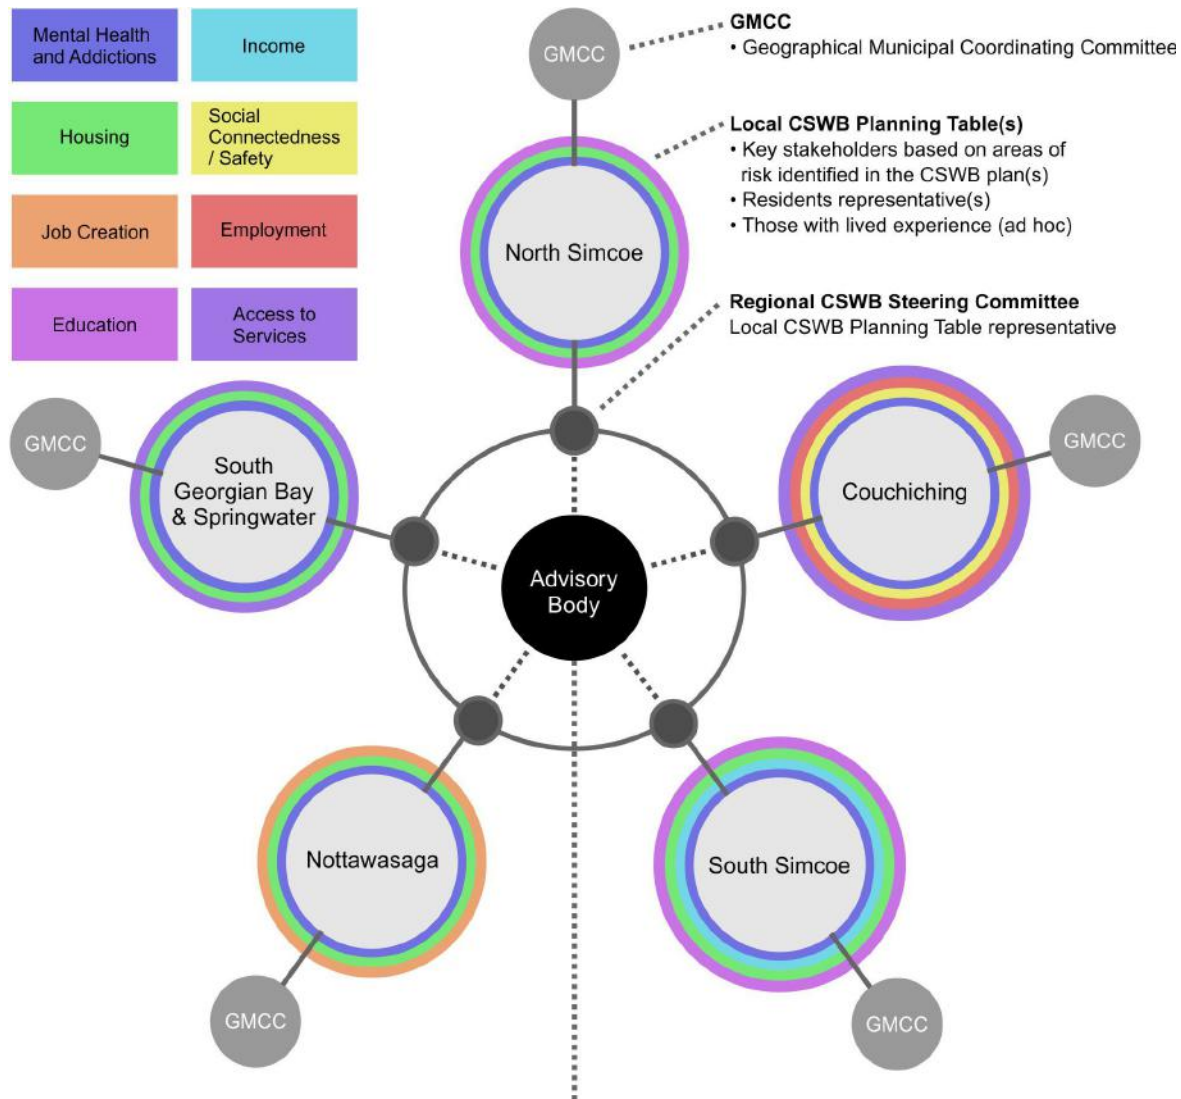 Mental Health
and Addictions
Income
Housing
Social
Connectedness
/ Safety
Job Creation
Employment
Education
Access to
Services
GMCC
GMCC
• Geographical Municipal Coordinating Committee
Local CSWB Planning Table(s)
• Key stakeholders based on areas of
risk identified in the CSWB plan(s)
• Residents representative(s)
• Those with lived experience (ad hoc)
North Simcoe
Regional CSWB Steering Committee
Local CSWB Planning Table representative
GMCC
South
Georgian Bay
& Springwater
Couchiching
GMCC
Advisory
Body
Nottawasaga
South Simcoe
GMCC
GMCC